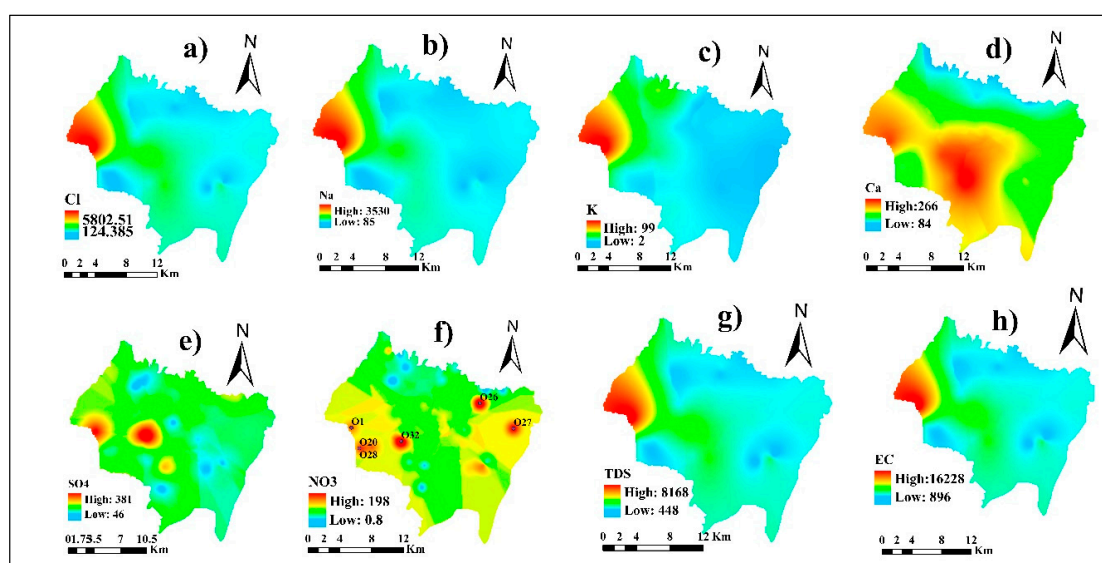 a)
N
Cl
5802.51
124.385
0 2 4 8 12
Km
b)
N
Na
High: 3530
Low: 85
0 2 4 8 12
Km
c)
N
K
High: 99
Low: 2
0 2 4 8 12
Km
d)
N
Ca
High:266
Low: 84
0 2 4 8 12
Km
e)
N
SO4
High: 381
Low: 46
01.753.5 7 10.5
Km
f)
N
O26
O1
O27
O20
O32
O28
NO3
High: 198
Low: 0.8
0 2 4 8 12
Km
g)
N
TDS
High: 8168
Low: 448
0 2 4 8 12
Km
h)
N
EC
High:16228
Low: 896
0 2 4 8 12
Km